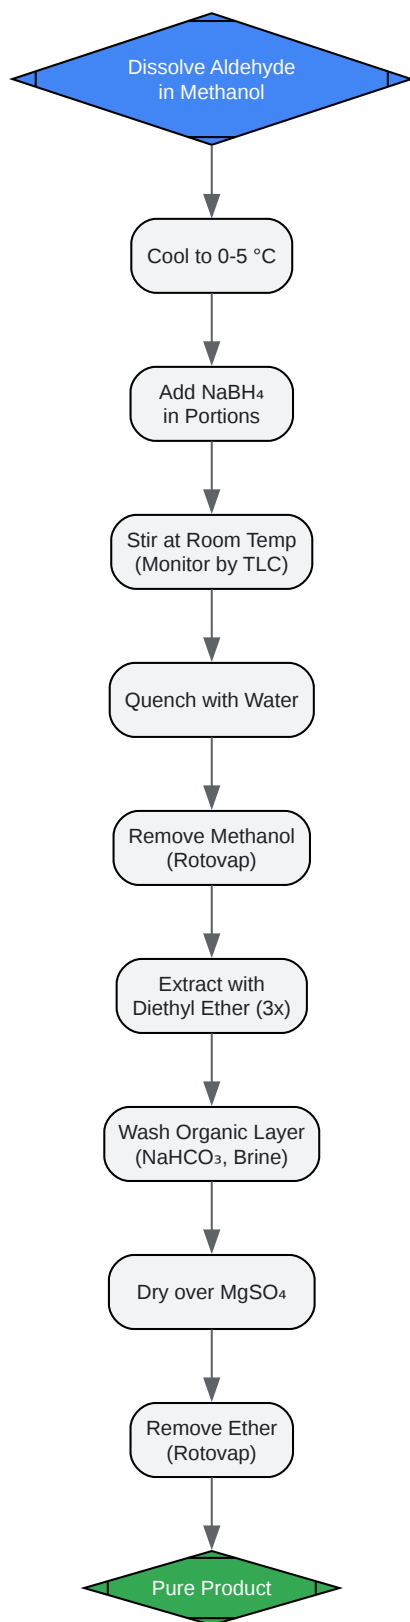 Dissolve Aldehyde
in Methanol
Cool to 0-5 °C
Add NaBH₄
in Portions
Stir at Room Temp
(Monitor by TLC)
Quench with Water
Remove Methanol
(Rotovap)
Extract with
Diethyl Ether (3x)
Wash Organic Layer
(NaHCO₃, Brine)
Dry over MgSO₄
Remove Ether
(Rotovap)
Pure Product